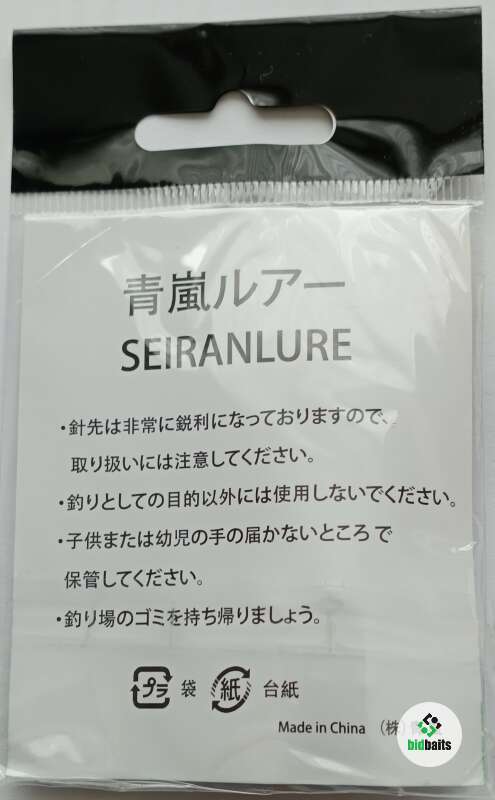 青嵐ルアー
SEIRANLURE
・針先は非常に鋭利になっておりますので、
取り扱いには注意してください。
・釣りとしての目的以外には使用しないでください。
・子供または幼児の手の届かないところで
保管してください。
・釣り場のゴミを持ち帰りましょう。
プラ 袋 紙 台紙
Made in China (株)
bidbaits